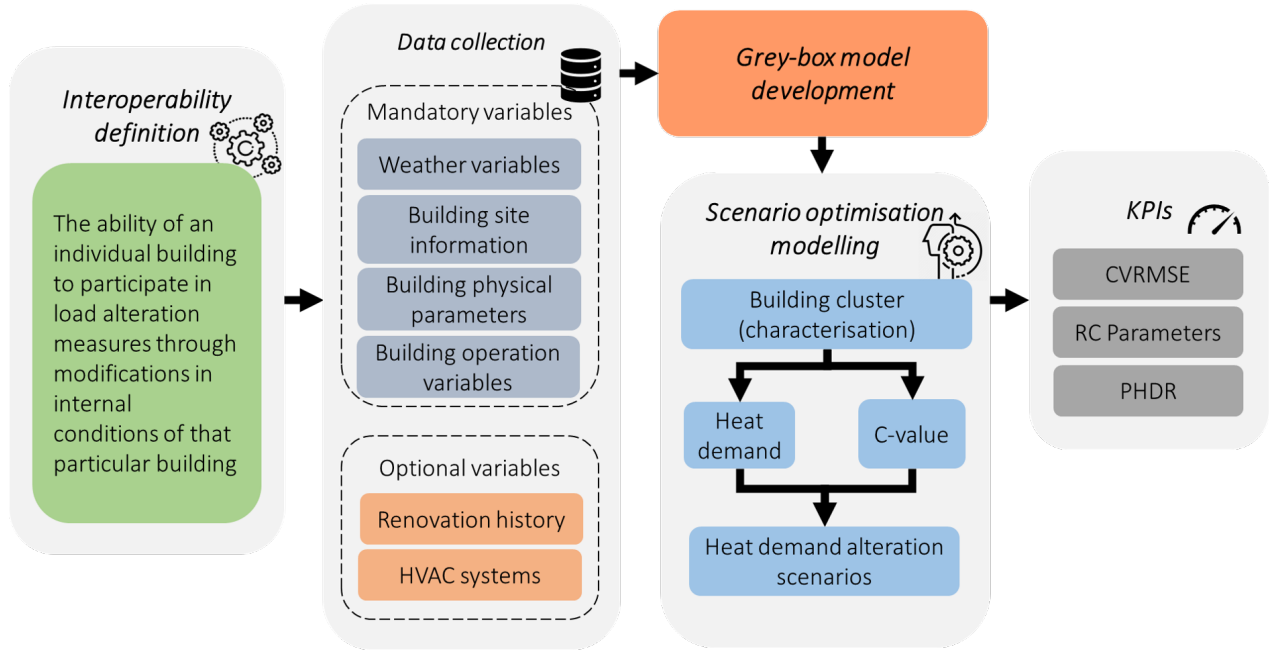 Interoperability
definition
The ability of an
individual building
to participate in
load alteration
measures through
modifications in
internal
conditions of that
particular building
Data collection
Mandatory variables
Weather variables
Building site
information
Building physical
parameters
Building operation
variables
Optional variables
Renovation history
HVAC systems
Grey-box model
development
Scenario optimisation
modelling
Building cluster
(characterisation)
Heat
demand
C-value
Heat demand alteration
scenarios
KPIs
CVRMSE
RC Parameters
PHDR